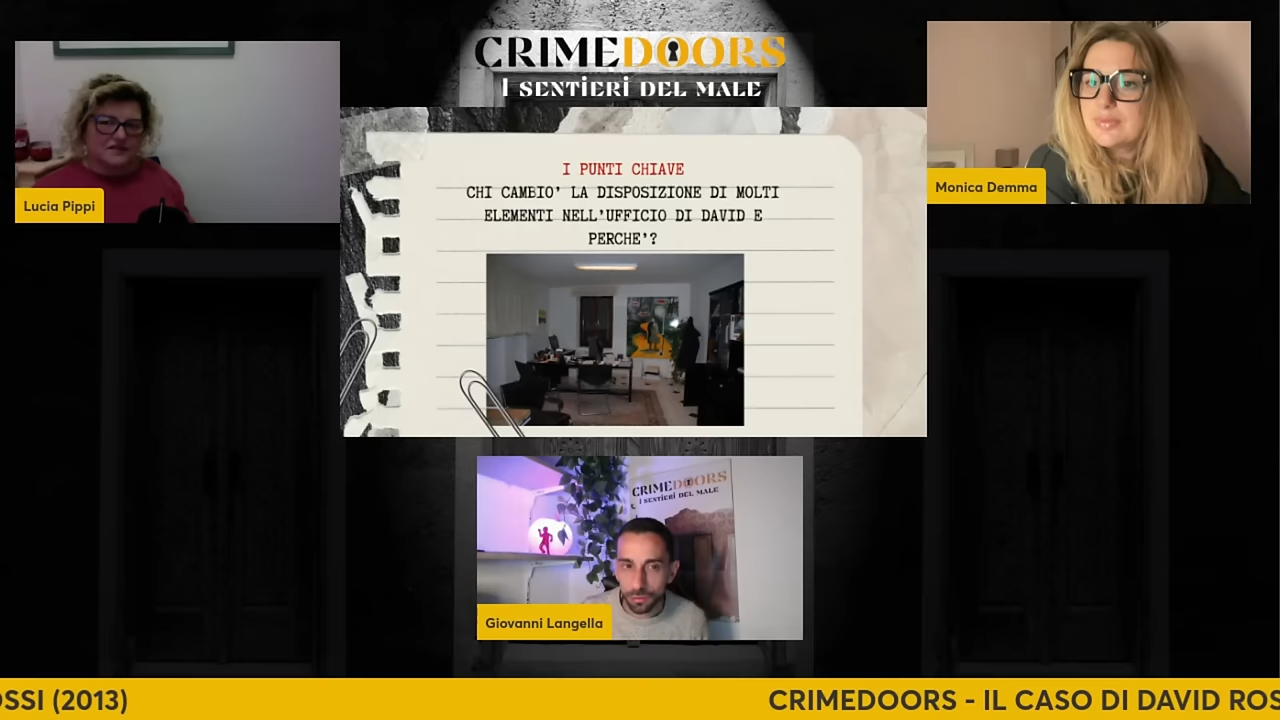 CRIMEDOORS
I SENTIERI DEL MALE
Lucia Pippi
Monica Demma
I PUNTI CHIAVE
CHI CAMBIO' LA DISPOSIZIONE DI MOLTI
ELEMENTI NELL'UFFICIO DI DAVID E
PERCHE'?
CRIMEDOORS
I SENTIERI DEL MALE
Giovanni Langella
OSSI (2013) CRIMEDOORS - IL CASO DI DAVID ROS